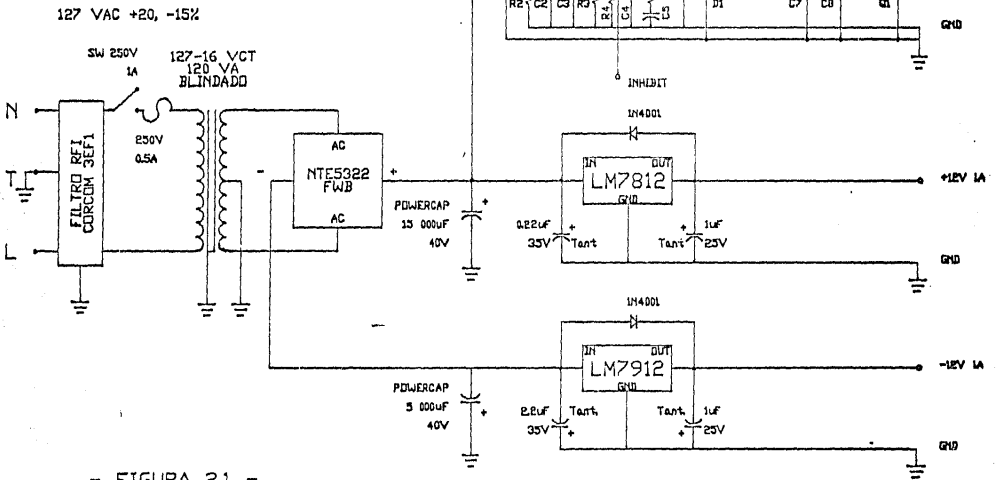 127 VAC +20, -15%
R2 C2 C3 R3 R4 C4 C5 D1 C7 C8 Q1
GND
INHIBIT
SW 250V
1A
127-16 VCT
120 VA
BLINDADO
N
T
L
FILTRO RFI
CORCOM 3EF1
250V
0.5A
AC
- NTE5322 +
FWB
AC
POWERCAP +
15 000uF
40V
1N4001
IN OUT
LM7812
GND
+12V 1A
0.22uF +
35V Tant
+ 1uF
Tant 25V
GND
1N4001
IN OUT
LM7912
GND
-12V 1A
POWERCAP
5 000uF +
40V
2.2uF Tant.
35V +
Tant. 1uF
+ 25V
GND
- FIGURA 21 -